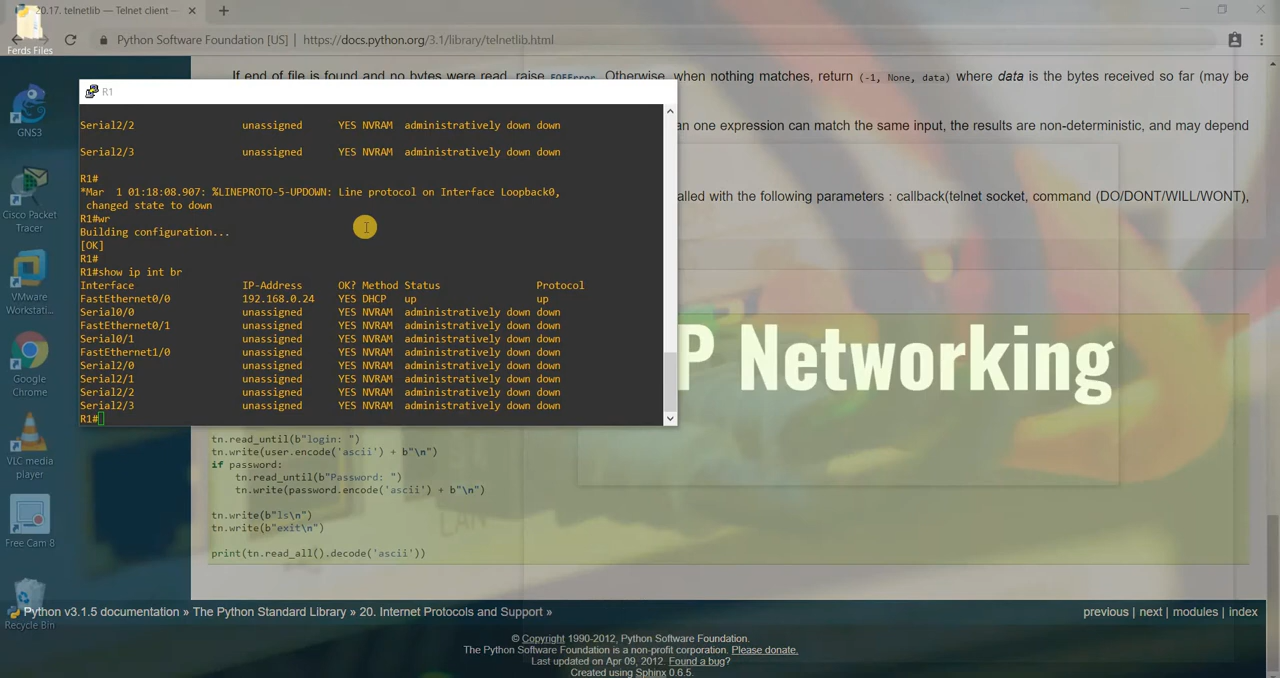 20.17. telnetlib — Telnet client –
Python Software Foundation [US] | https://docs.python.org/3.1/library/telnetlib.html
Ferds Files
GNS3
Cisco Packet
Tracer
VMware
Workstati...
Google
Chrome
VLC media
player
Free Cam 8
Recycle Bin
If end of file is found and no bytes were read, raise EOFError. Otherwise, when nothing matches, return (-1, None, data) where data is the bytes received so far (may be
an one expression can match the same input, the results are non-deterministic, and may depend
alled with the following parameters : callback(telnet socket, command (DO/DONT/WILL/WONT),
R1
Serial2/2 unassigned YES NVRAM administratively down down
Serial2/3 unassigned YES NVRAM administratively down down
R1#
*Mar 1 01:18:08.907: %LINEPROTO-5-UPDOWN: Line protocol on Interface Loopback0,
changed state to down
R1#wr
Building configuration...
[OK]
R1#
R1#show ip int br
Interface IP-Address OK? Method Status Protocol
FastEthernet0/0 192.168.0.24 YES DHCP up up
Serial0/0 unassigned YES NVRAM administratively down down
FastEthernet0/1 unassigned YES NVRAM administratively down down
Serial0/1 unassigned YES NVRAM administratively down down
FastEthernet1/0 unassigned YES NVRAM administratively down down
Serial2/0 unassigned YES NVRAM administratively down down
Serial2/1 unassigned YES NVRAM administratively down down
Serial2/2 unassigned YES NVRAM administratively down down
Serial2/3 unassigned YES NVRAM administratively down down
R1#
P Networking
tn.read_until(b"login: ")
tn.write(user.encode('ascii') + b"\n")
if password:
tn.read_until(b"Password: ")
tn.write(password.encode('ascii') + b"\n")
tn.write(b"ls\n")
tn.write(b"exit\n")
print(tn.read_all().decode('ascii'))
Python v3.1.5 documentation » The Python Standard Library » 20. Internet Protocols and Support »
previous | next | modules | index
© Copyright 1990-2012, Python Software Foundation.
The Python Software Foundation is a non-profit corporation. Please donate.
Last updated on Apr 09, 2012. Found a bug?
Created using Sphinx 0.6.5.